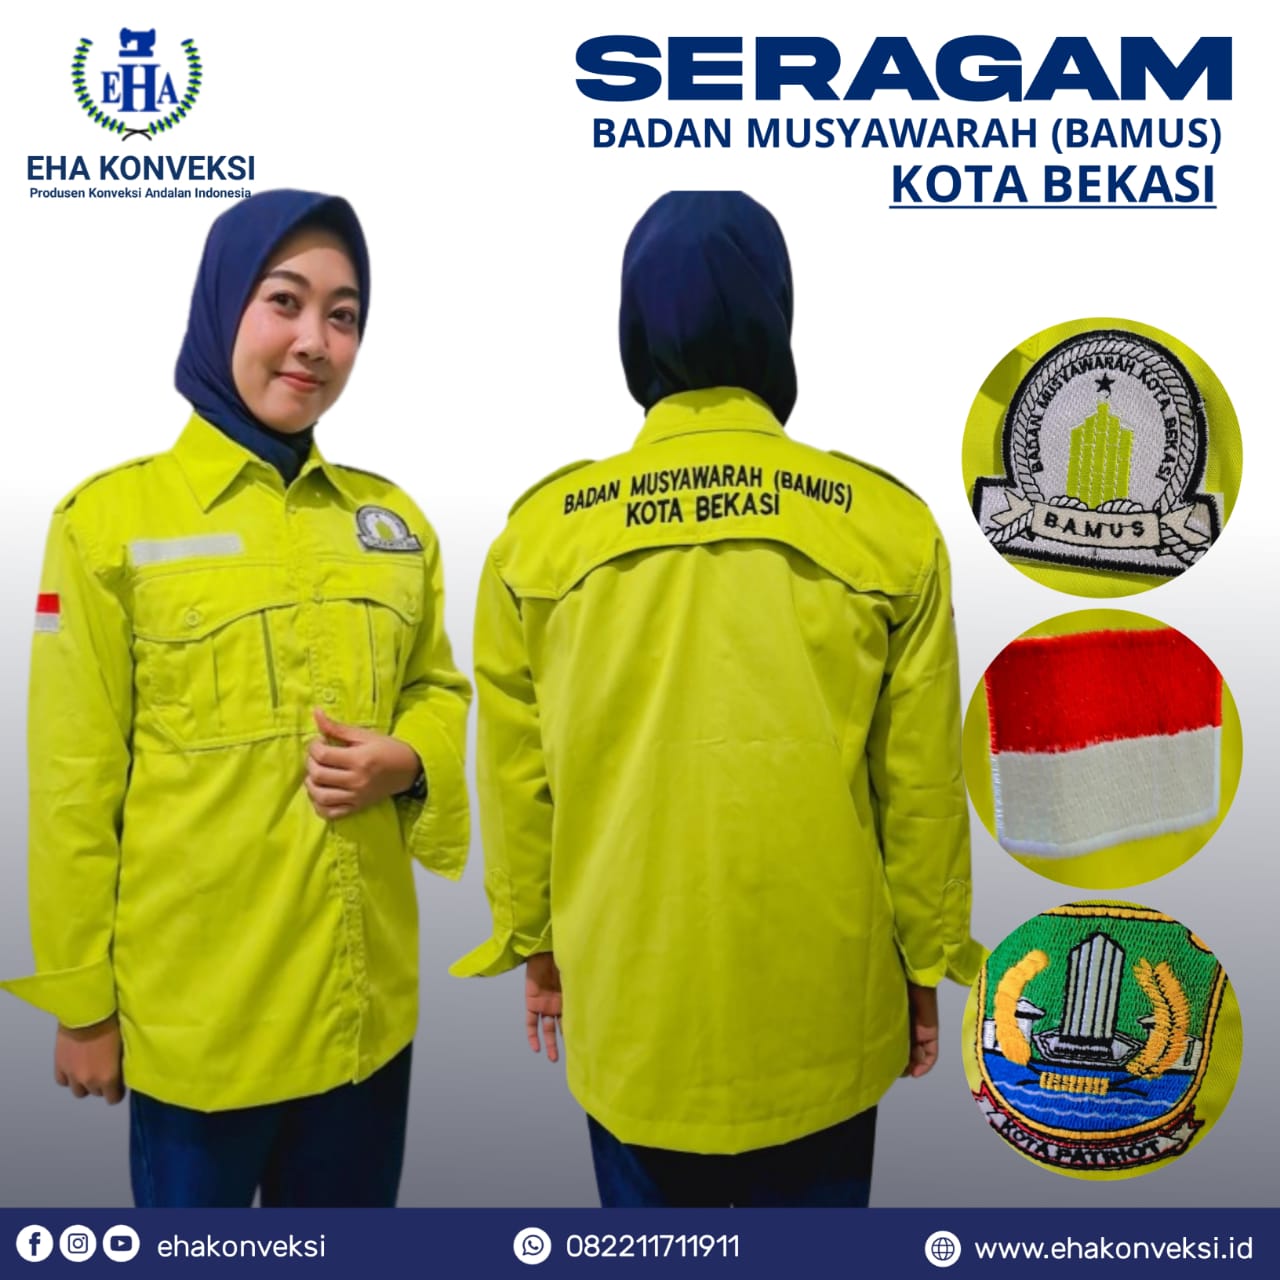 EHA
EHA KONVEKSI
Produsen Konveksi Andalan Indonesia
SERAGAM
BADAN MUSYAWARAH (BAMUS)
KOTA BEKASI
BADAN MUSYAWARAH (BAMUS)
KOTA BEKASI
BADAN MUSYAWARAH KOTA BEKASI
BAMUS
KOTA PATRIOT
ehakonveksi
082211711911
www.ehakonveksi.id